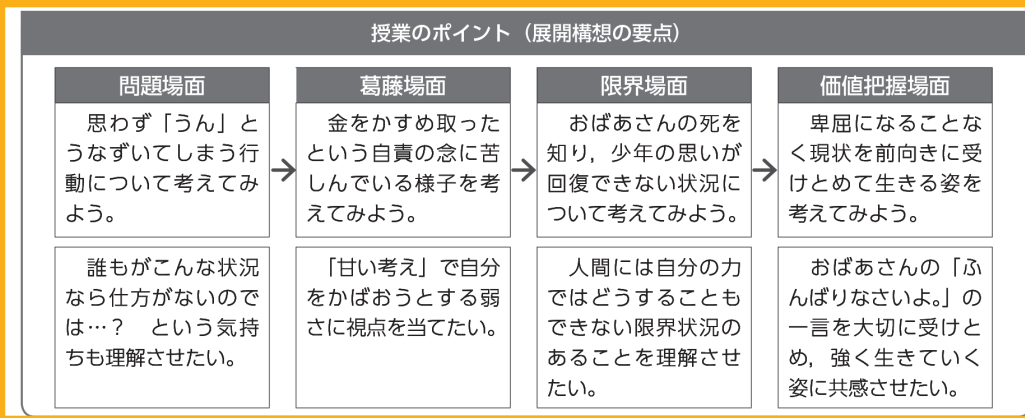 授業のポイント（展開構想の要点）
問題場面
思わず「うん」と
うなずいてしまう行
動について考えてみ
よう。
誰もがこんな状況
なら仕方がないので
は…？　という気持
ちも理解させたい。
葛藤場面
金をかすめ取った
という自責の念に苦
しんでいる様子を考
えてみよう。
「甘い考え」で自分
をかばおうとする弱
さに視点を当てたい。
限界場面
おばあさんの死を
知り，少年の思いが
回復できない状況に
ついて考えてみよう。
人間には自分の力
ではどうすることも
できない限界状況の
あることを理解させ
たい。
価値把握場面
卑屈になることな
く現状を前向きに受
けとめて生きる姿を
考えてみよう。
おばあさんの「ふ
んばりなさいよ。」の
一言を大切に受けと
め，強く生きていく
姿に共感させたい。